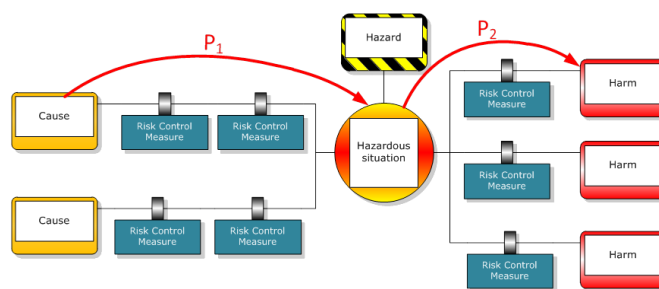 P1
P2
Hazard
Cause
Risk Control
Measure
Risk Control
Measure
Hazardous
situation
Risk Control
Measure
Harm
Risk Control
Measure
Harm
Cause
Risk Control
Measure
Risk Control
Measure
Risk Control
Measure
Harm